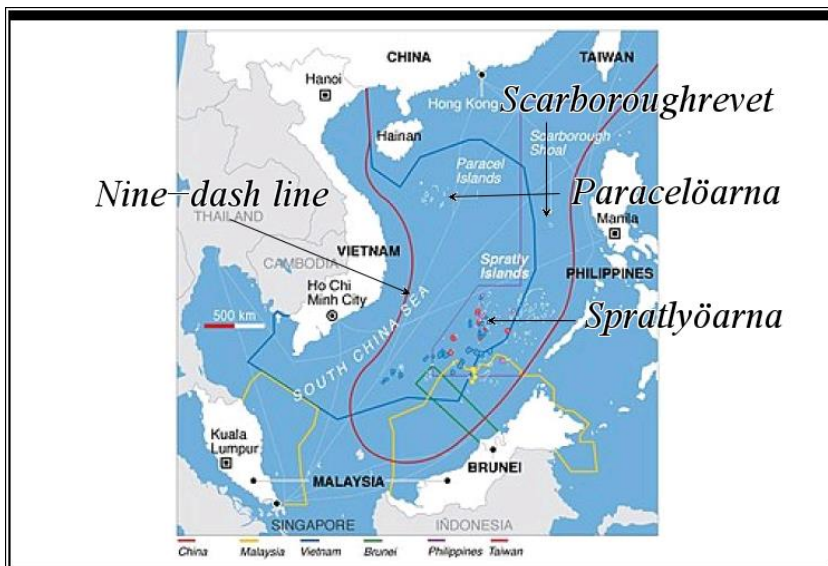 CHINA
TAIWAN
Hanoi
Hong Kong
Scarboroughrevet
Hainan
Scarborough
Shoal
Paracel
Islands
Nine-dash line
Paracelöarna
THAILAND
Manila
VIETNAM
CAMBODIA
Spratly
Islands
PHILIPPINES
Ho Chi
Minh City
500 km
SOUTH CHINA SEA
Spratlyöarna
Kuala
Lumpur
MALAYSIA
BRUNEI
SINGAPORE
INDONESIA
China Malaysia Vietnam Brunei Philippines Taiwan